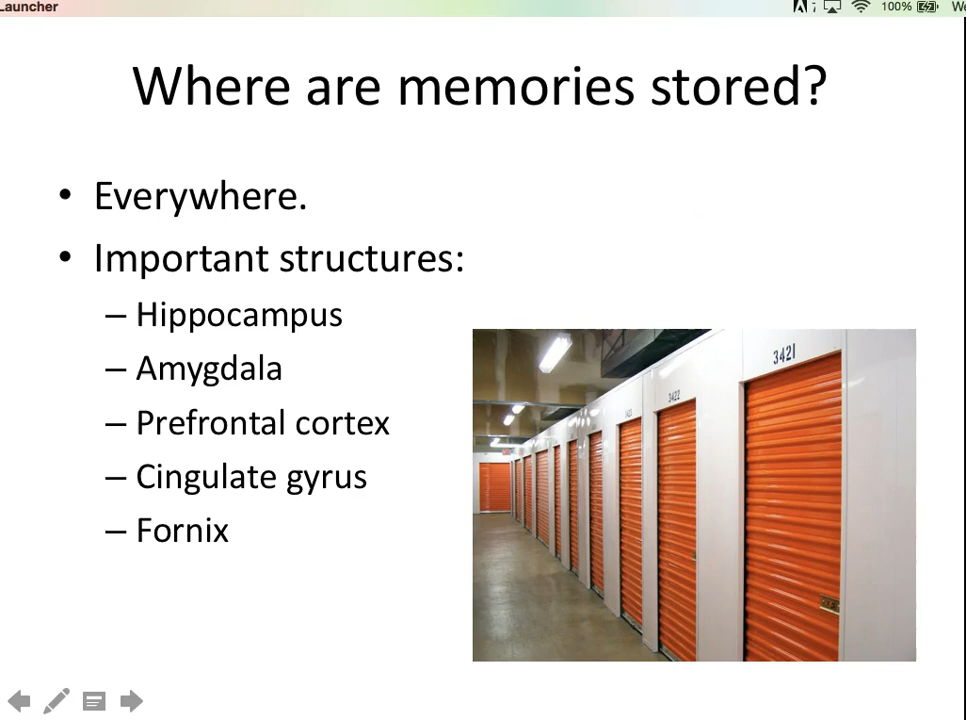 Launcher
100%
Where are memories stored?
• Everywhere.
• Important structures:
– Hippocampus
– Amygdala
– Prefrontal cortex
– Cingulate gyrus
– Fornix
3421
3422